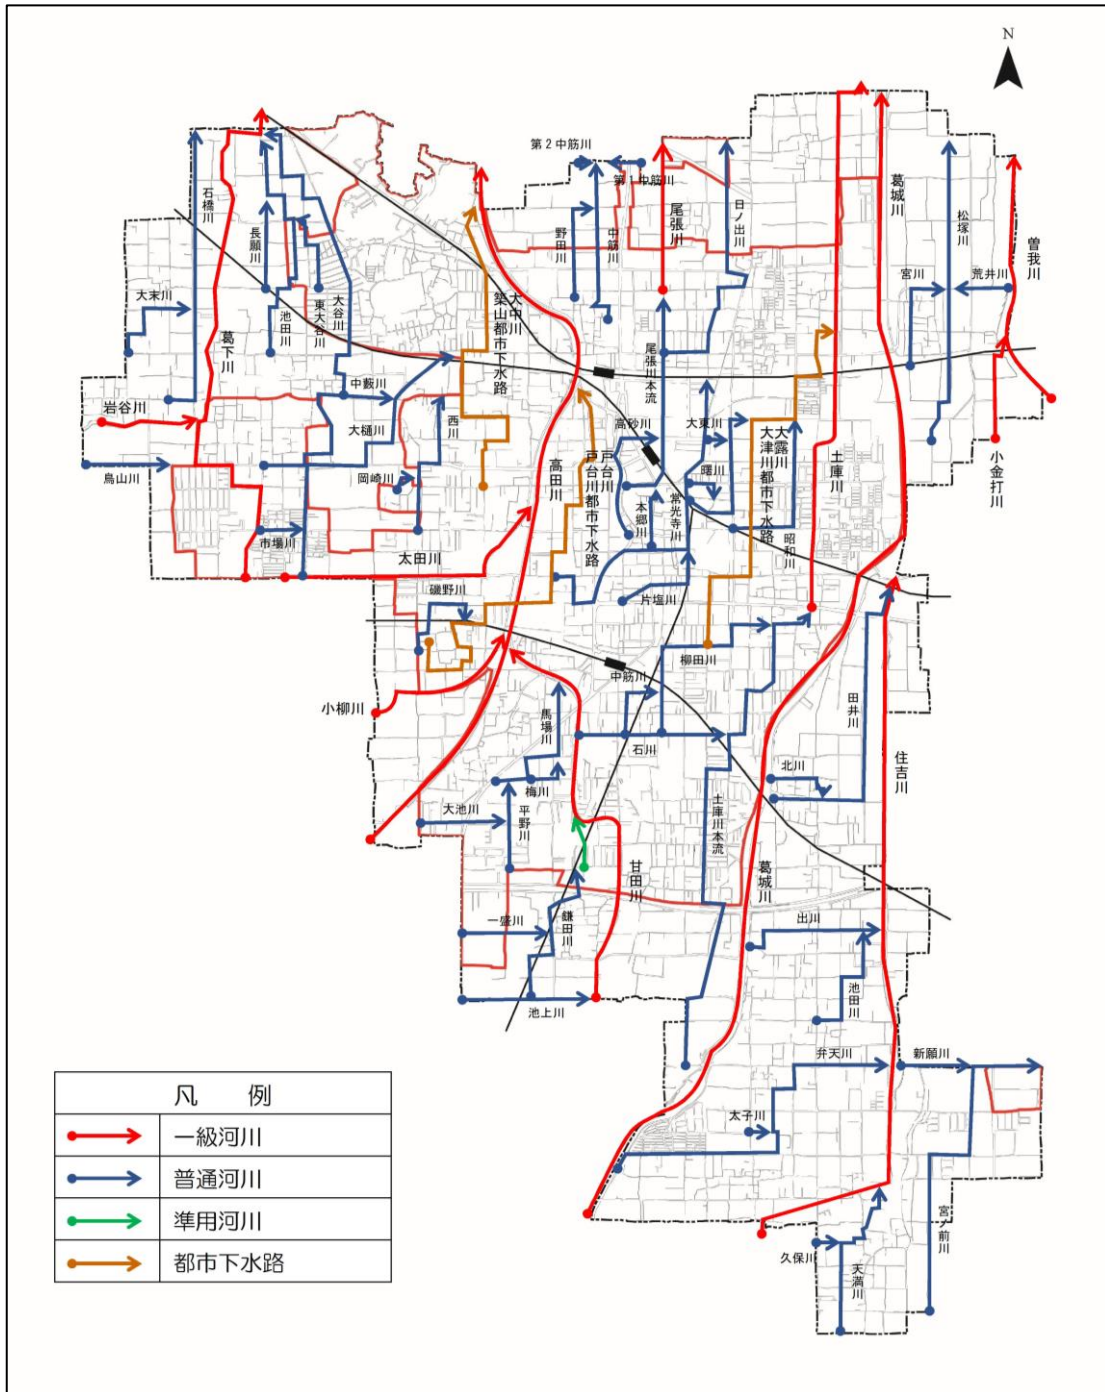 N
第2中筋川
第1中筋川
石橋川
長願川
野田川
中筋川
尾張川
日ノ出川
葛城川
松塚川
宮川
荒井川
曽我川
大末川
池田川
東大谷川
大谷川
葛下川
築山都市下水路
大中川
尾張川本流
中藪川
岩谷川
大樋川
西川
高田川
高砂川
大東川
鳥山川
岡崎川
戸台川都市下水路
戸台川
本郷川
常光寺川
曙川
大津川都市下水路
大露川
土庫川
小金打川
昭和川
市場川
太田川
磯野川
片塩川
柳田川
中筋川
小柳川
馬場川
石川
田井川
住吉川
北川
梅川
大池川
平野川
土庫川本流
甘田川
葛城川
一盛川
鎌田川
出川
池田川
池上川
弁天川
新願川
太子川
久保川
天満川
宮ノ前川
凡 例
一級河川
普通河川
準用河川
都市下水路